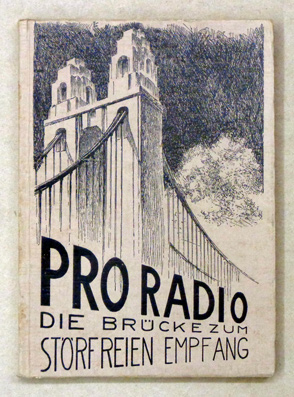 PRO RADIO
DIE BRÜCKE ZUM
STÖRFREIEN EMPFANG